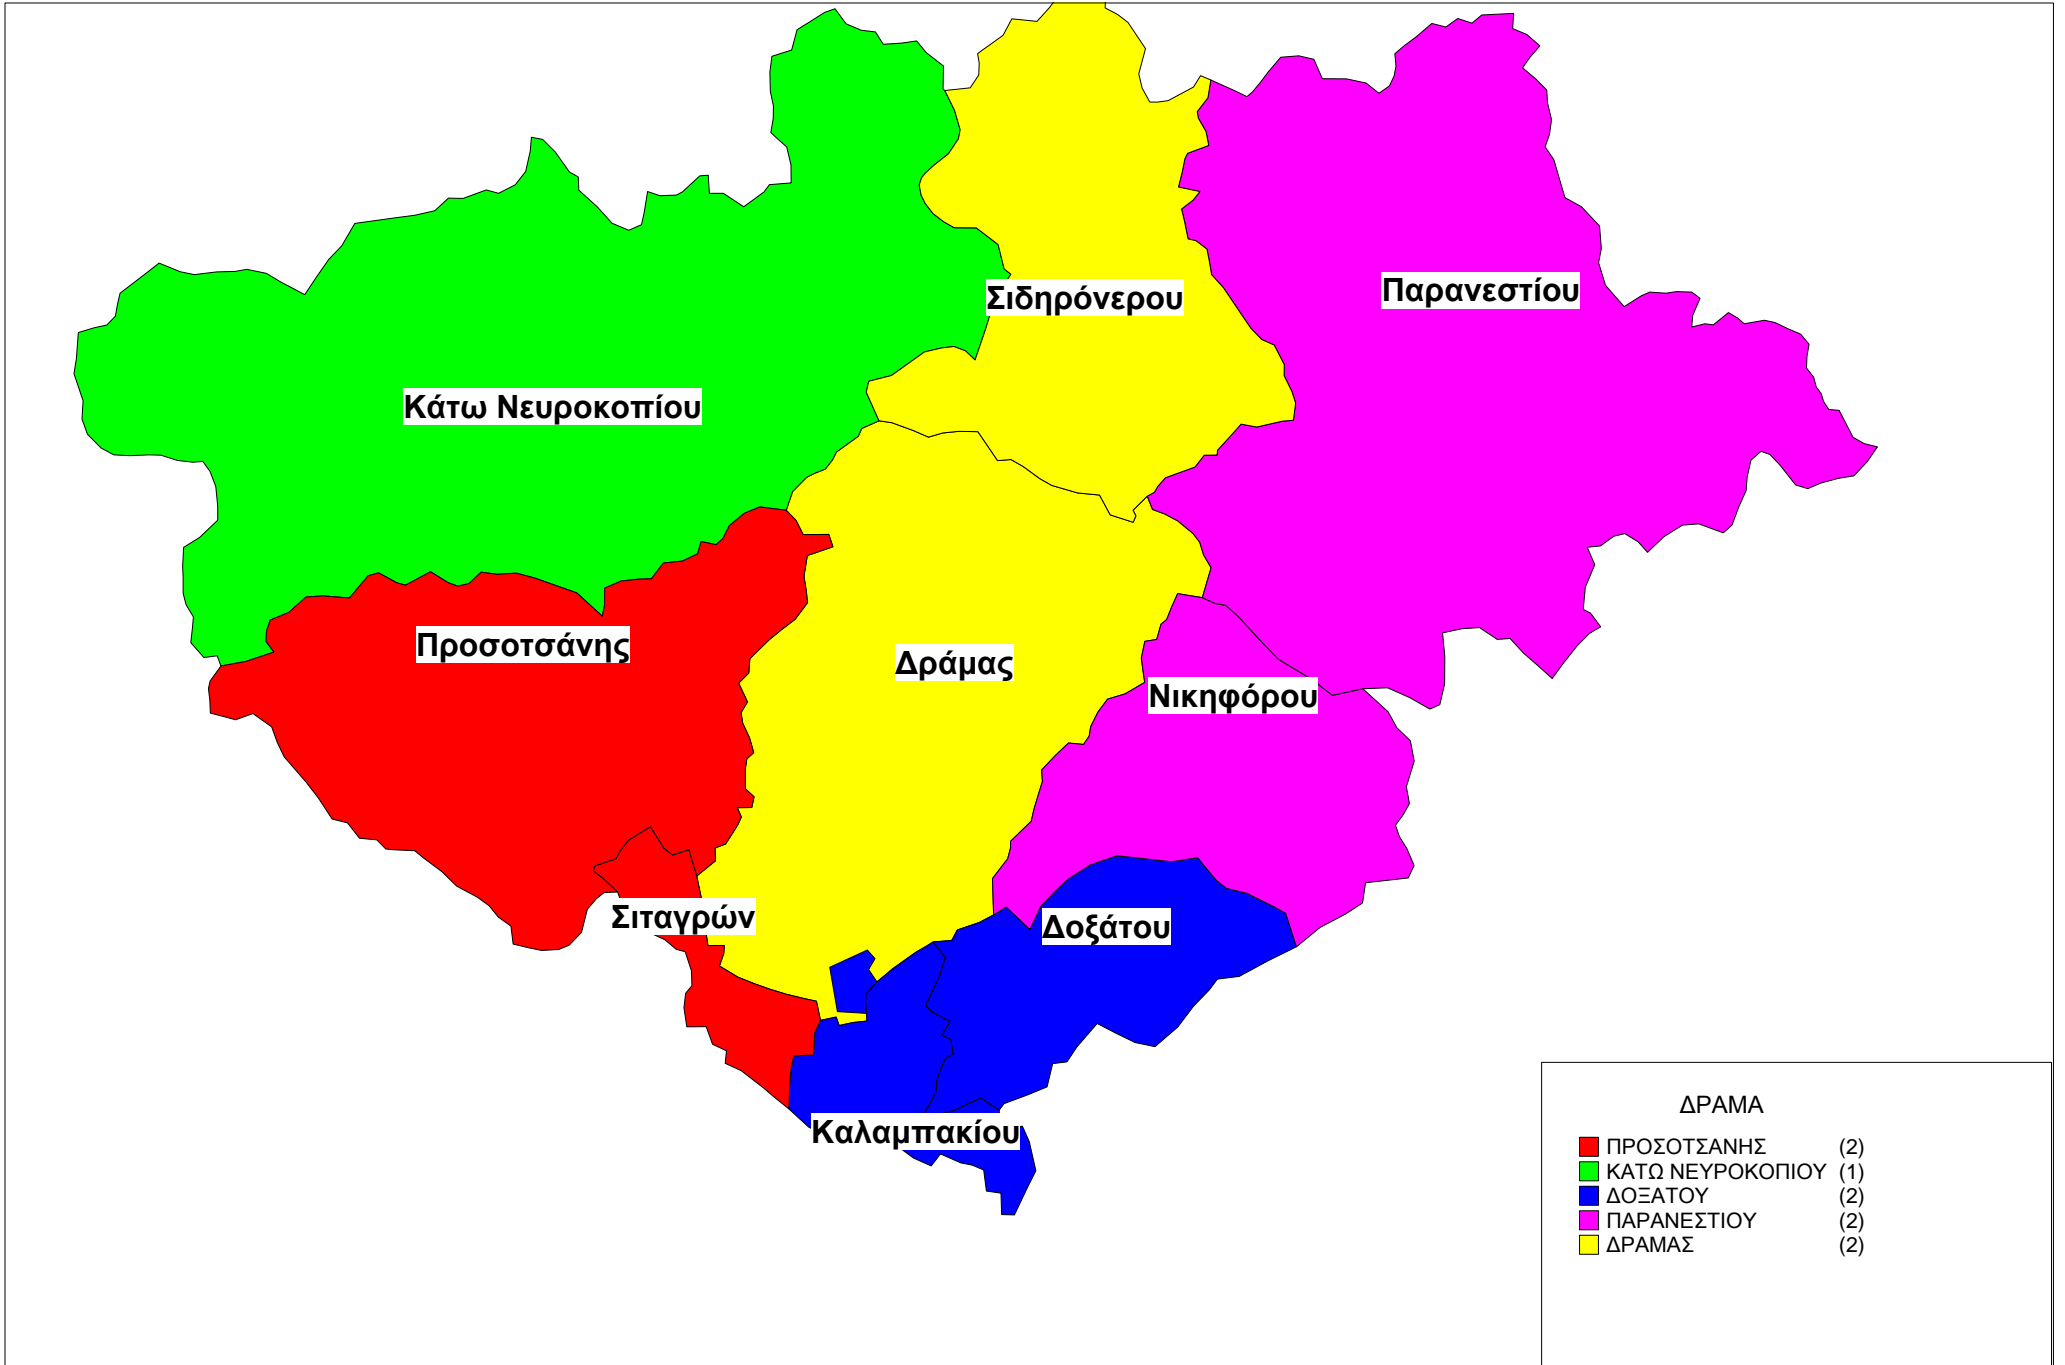 Σιδηρόνερου
Παρανεστίου
Κάτω Νευροκοπίου
Προσοτσάνης
Δράμας
Νικηφόρου
Σιταγρών
Δοξάτου
Καλαμπακίου
ΔΡΑΜΑ
ΠΡΟΣΟΤΣΑΝΗΣ (2)
ΚΑΤΩ ΝΕΥΡΟΚΟΠΙΟΥ (1)
ΔΟΞΑΤΟΥ (2)
ΠΑΡΑΝΕΣΤΙΟΥ (2)
ΔΡΑΜΑΣ (2)